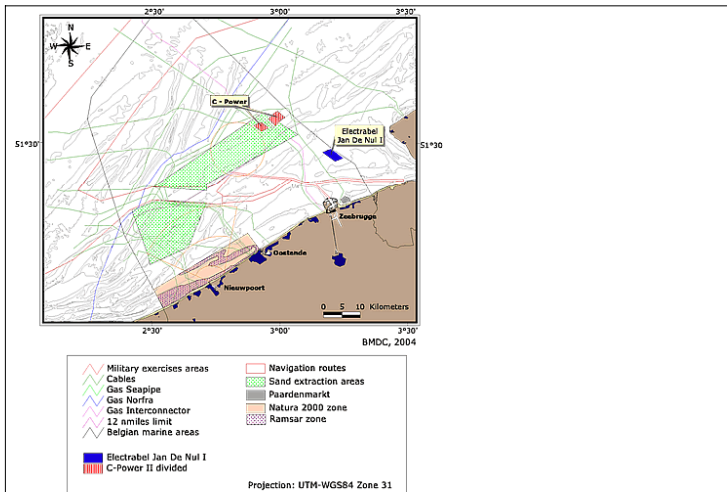 2°30' 3°00' 3°30'
N
W E
S
C - Power
Electrabel
Jan De Nul I
51°30' 51°30'
Zeebrugge
Oostende
Nieuwpoort
0 5 10 Kilometers
2°30' 3°00' 3°30'
BMDC, 2004
Military exercises areas
Cables
Gas Seapipe
Gas Norfra
Gas Interconnector
12 nmiles limit
Belgian marine areas
Electrabel Jan De Nul I
C-Power II divided
Navigation routes
Sand extraction areas
Paardenmarkt
Natura 2000 zone
Ramsar zone
Projection: UTM-WGS84 Zone 31